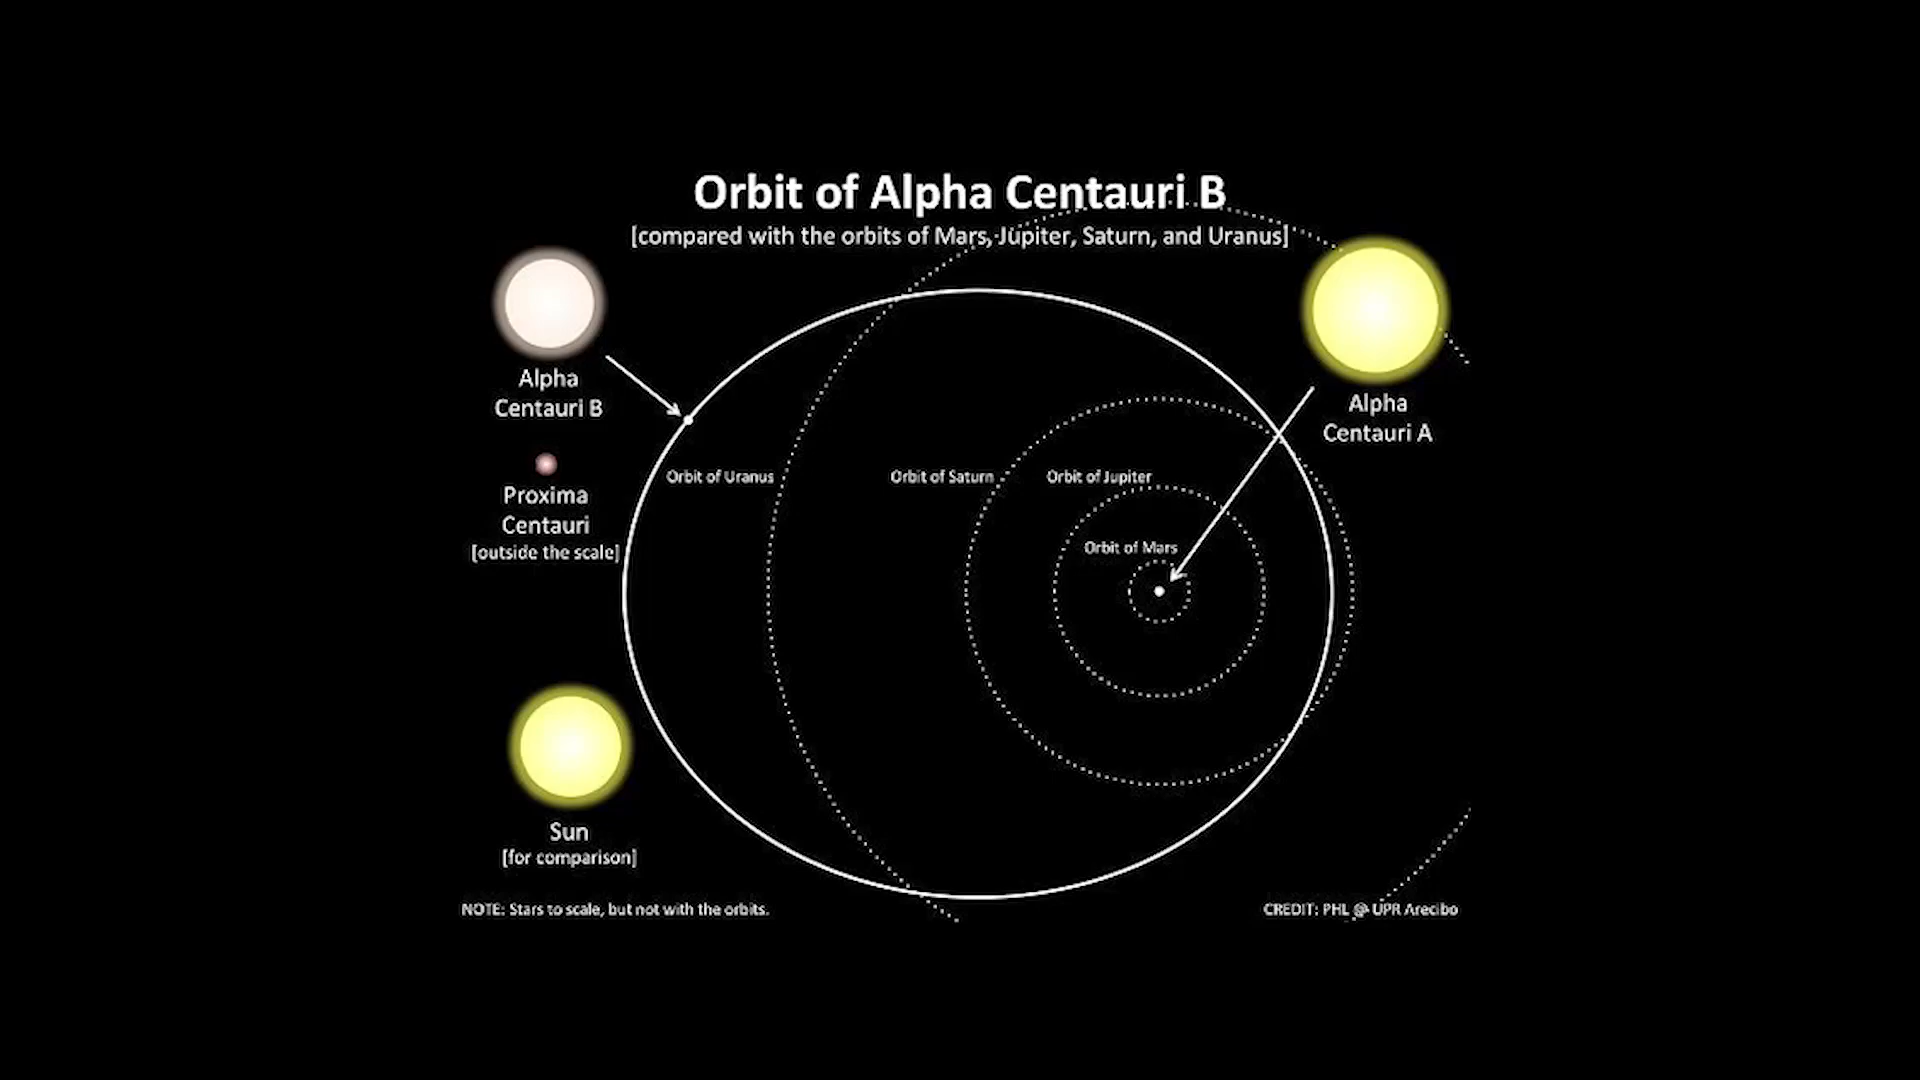 Orbit of Alpha Centauri B
[compared with the orbits of Mars, Jupiter, Saturn, and Uranus]
Alpha
Centauri B
Alpha
Centauri A
Proxima
Centauri
[outside the scale]
Orbit of Uranus
Orbit of Saturn
Orbit of Jupiter
Orbit of Mars
Sun
[for comparison]
NOTE: Stars to scale, but not with the orbits.
CREDIT: PHL @ UPR Arecibo